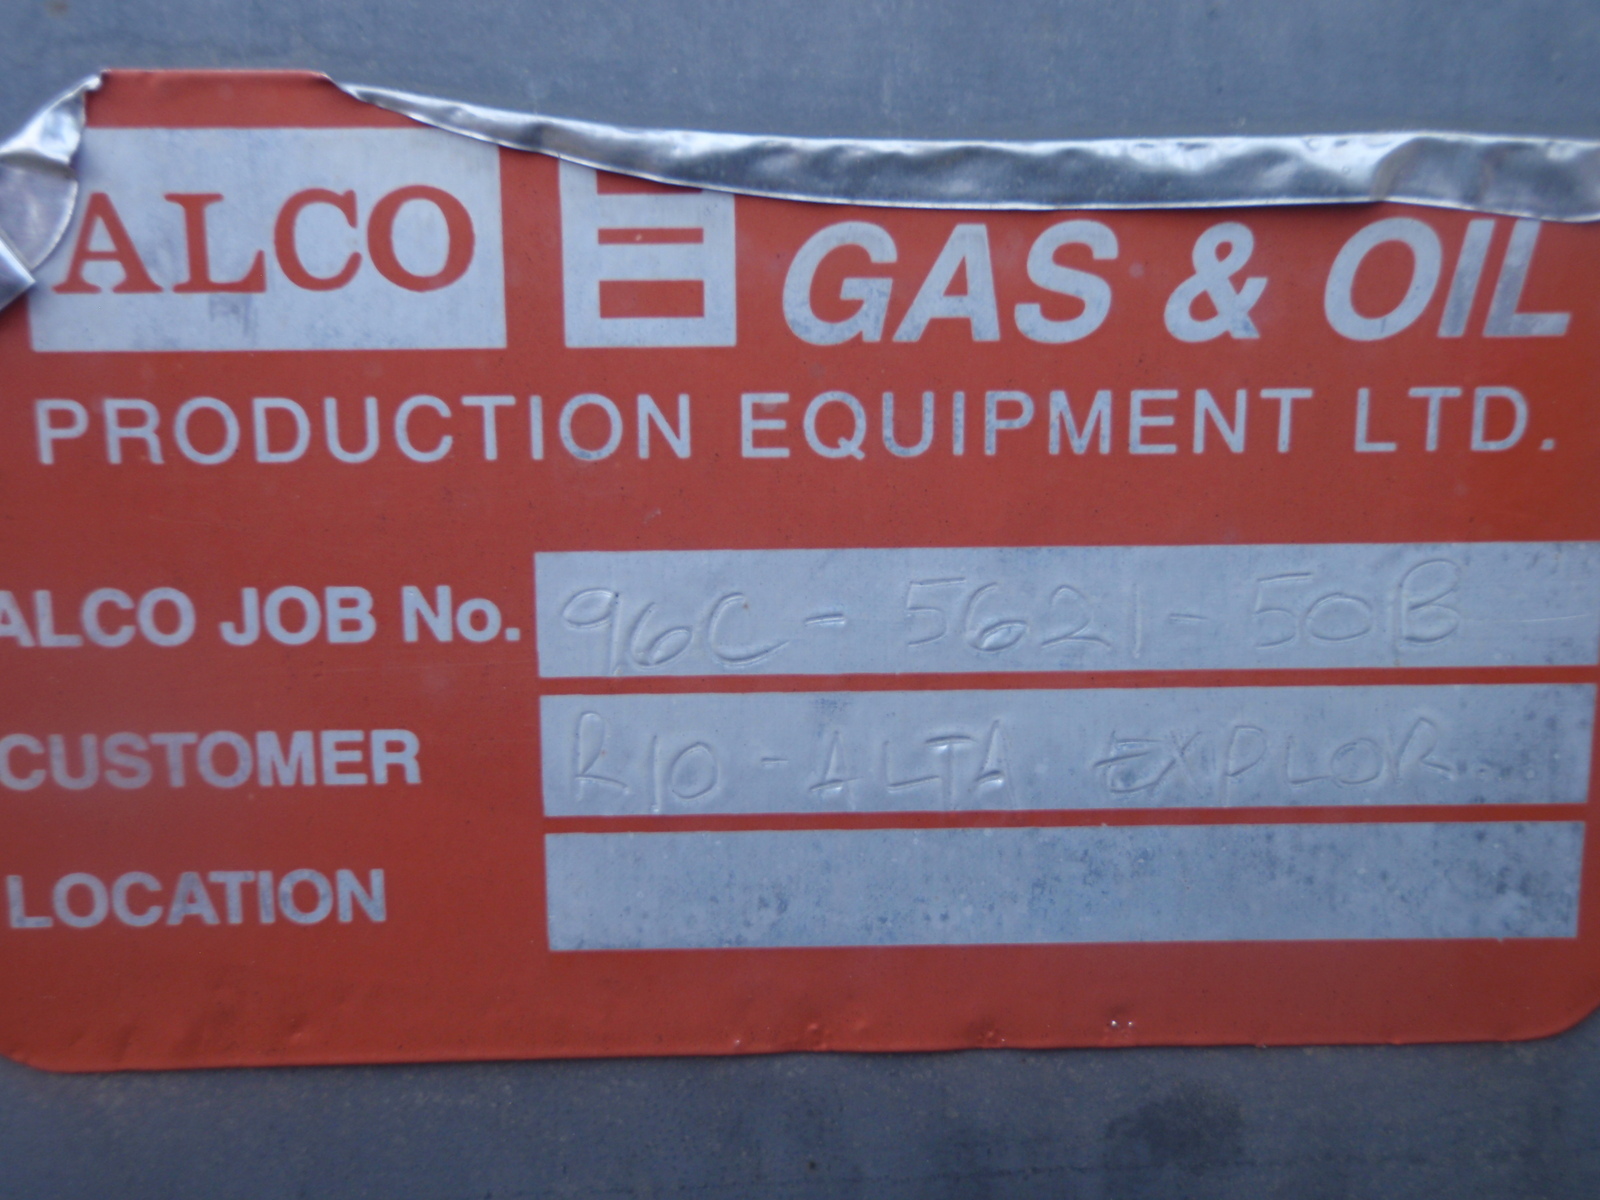 ALCO GAS & OIL
PRODUCTION EQUIPMENT LTD.
ALCO JOB No. 96C-5621-50B
CUSTOMER RIO-ALTA EXPLOR.
LOCATION